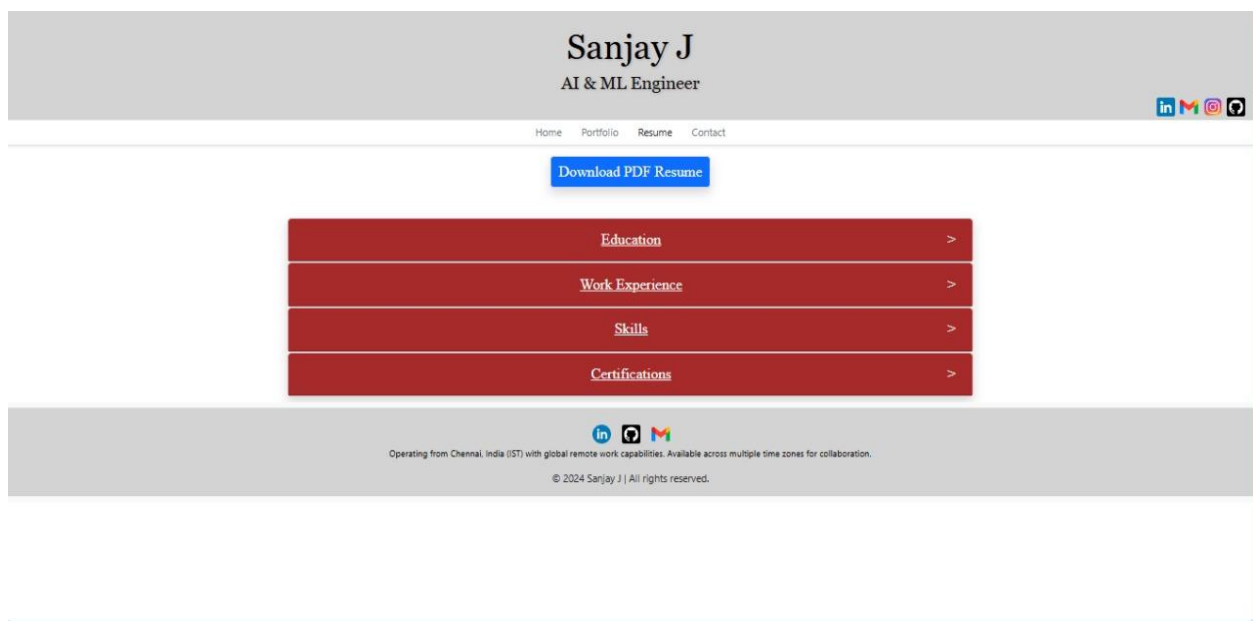 Sanjay J
AI & ML Engineer
in
Home Portfolio Resume Contact
Download PDF Resume
Education >
Work Experience >
Skills >
Certifications >
in
Operating from Chennai, India (IST) with global remote work capabilities. Available across multiple time zones for collaboration.
© 2024 Sanjay J | All rights reserved.